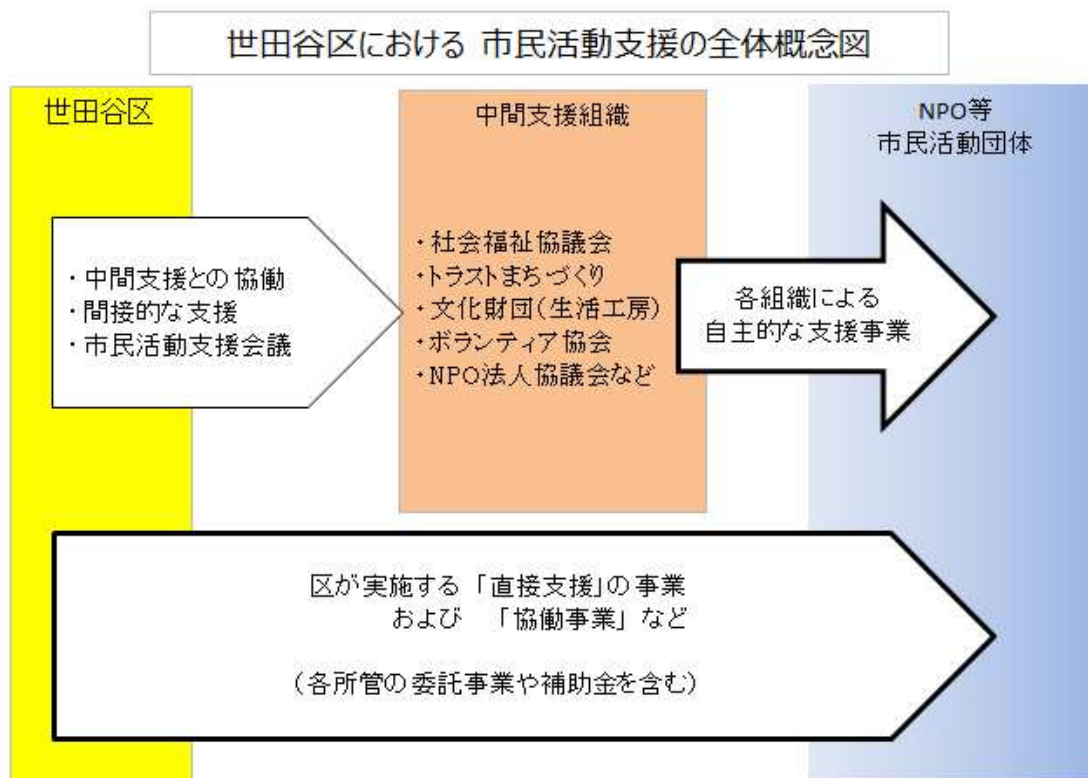 世田谷区における 市民活動支援の全体概念図
世田谷区
中間支援組織
NPO等
市民活動団体
・中間支援との協働
・間接的な支援
・市民活動支援会議
・社会福祉協議会
・トラストまちづくり
・文化財団(生活工房)
・ボランティア協会
・NPO法人協議会など
各組織による
自主的な支援事業
区が実施する「直接支援」の事業
および 「協働事業」など
(各所管の委託事業や補助金を含む)